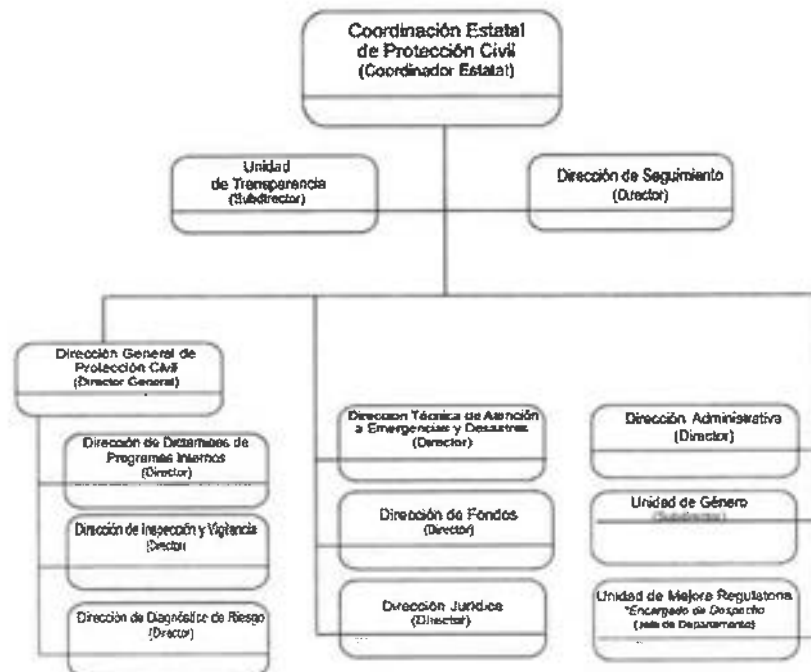 Coordinación Estatal
de Protección Civil
(Coordinador Estatal)
Unidad
de Transparencia
(Subdirector)
Dirección de Seguimiento
(Director)
Dirección General de
Protección Civil
(Director General)
Dirección de Dictámenes de
Programas Internos
(Director)
Dirección de Inspección y Vigilancia
(Director
Dirección de Diagnóstico de Riesgo
(Director)
Dirección Técnica de Atención
a Emergencias y Desastres
(Director)
Dirección de Fondos
(Director)
Dirección Jurídica
(Director)
Dirección Administrativa
(Director)
Unidad de Género
(Subdirector)
Unidad de Mejora Regulatoria
*Encargado de Despacho
(Jefa de Departamento)